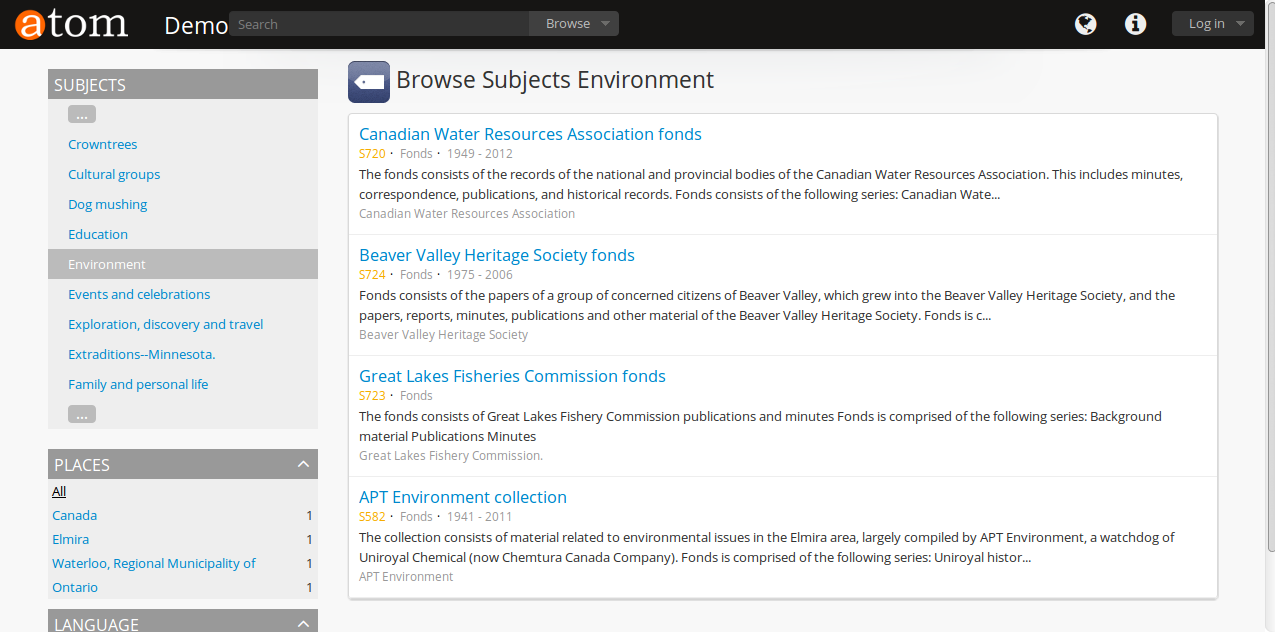 atom Demo Search Browse Log in
SUBJECTS
...
Crowntrees
Cultural groups
Dog mushing
Education
Environment
Events and celebrations
Exploration, discovery and travel
Extraditions--Minnesota.
Family and personal life
...
PLACES
All
Canada 1
Elmira 1
Waterloo, Regional Municipality of 1
Ontario 1
LANGUAGE
Browse Subjects Environment
Canadian Water Resources Association fonds
S720 · Fonds · 1949 - 2012
The fonds consists of the records of the national and provincial bodies of the Canadian Water Resources Association. This includes minutes,
correspondence, publications, and historical records. Fonds consists of the following series: Canadian Wate...
Canadian Water Resources Association
Beaver Valley Heritage Society fonds
S724 · Fonds · 1975 - 2006
Fonds consists of the papers of a group of concerned citizens of Beaver Valley, which grew into the Beaver Valley Heritage Society, and the
papers, reports, minutes, publications and other material of the Beaver Valley Heritage Society. Fonds is c...
Beaver Valley Heritage Society
Great Lakes Fisheries Commission fonds
S723 · Fonds
The fonds consists of Great Lakes Fishery Commission publications and minutes Fonds is comprised of the following series: Background
material Publications Minutes
Great Lakes Fishery Commission.
APT Environment collection
S582 · Fonds · 1941 - 2011
The collection consists of material related to environmental issues in the Elmira area, largely compiled by APT Environment, a watchdog of
Uniroyal Chemical (now Chemtura Canada Company). Fonds is comprised of the following series: Uniroyal histor...
APT Environment